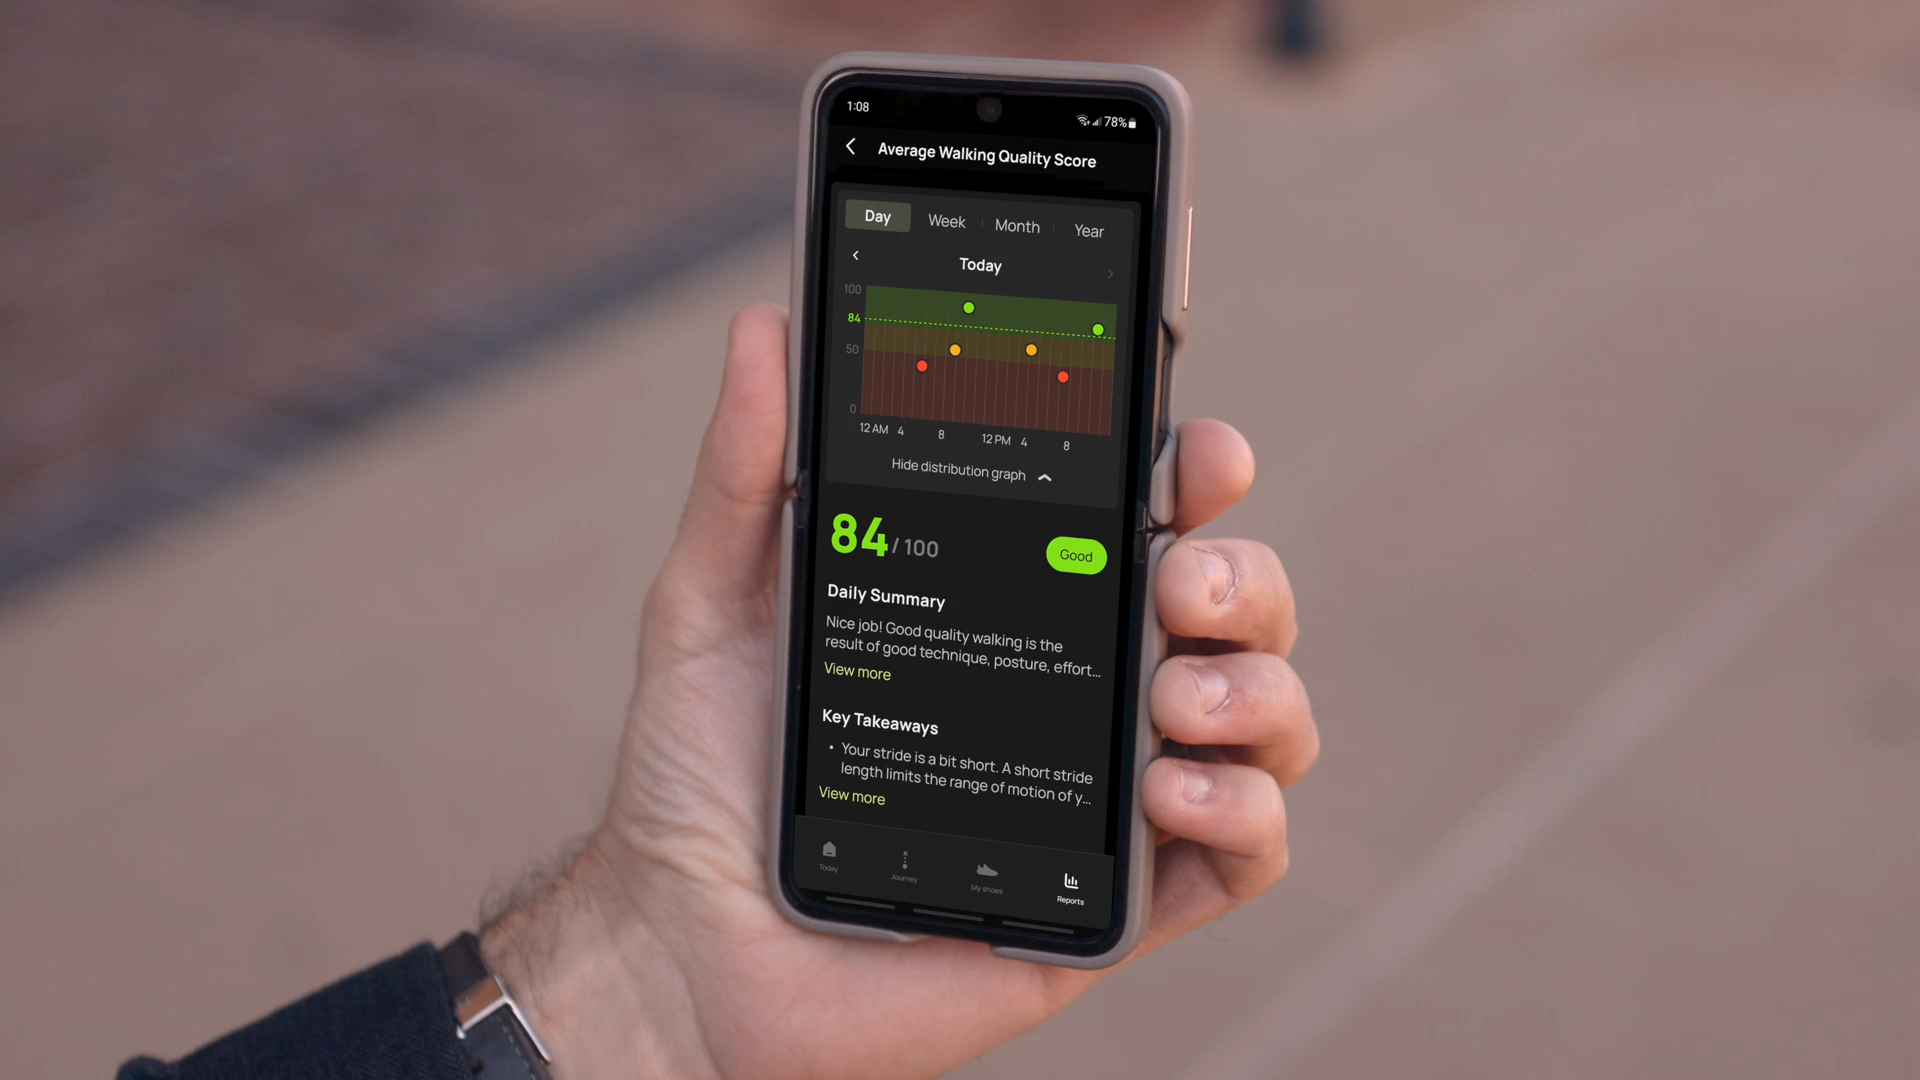 1:08
78%
Average Walking Quality Score
Day Week Month Year
Today
100
84
50
0
12 AM 4 8 12 PM 4 8
Hide distribution graph
84 / 100
Good
Daily Summary
Nice job! Good quality walking is the
result of good technique, posture, effort...
View more
Key Takeaways
• Your stride is a bit short. A short stride
length limits the range of motion of y...
View more
Today
Journey
My shoes
Reports